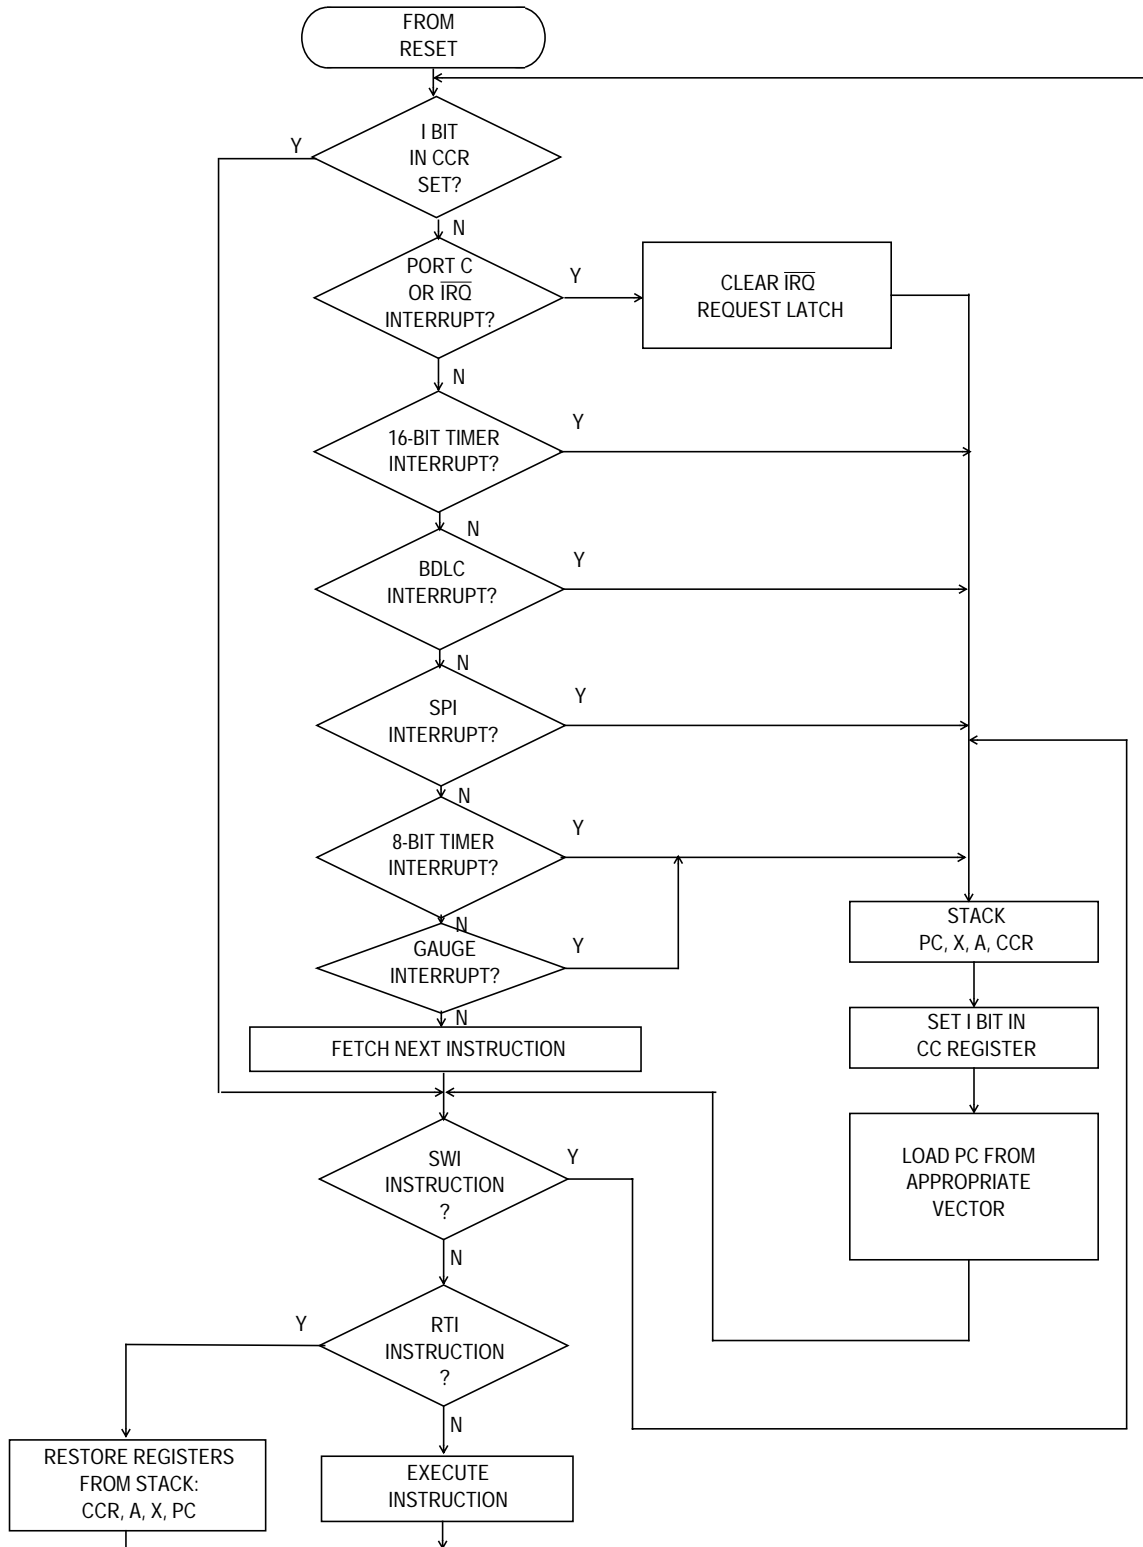 FROM
RESET
I BIT
IN CCR
SET?
Y
N
PORT C
OR I̅R̅Q̅
INTERRUPT?
Y
CLEAR I̅R̅Q̅
REQUEST LATCH
N
16-BIT TIMER
INTERRUPT?
Y
N
BDLC
INTERRUPT?
Y
N
SPI
INTERRUPT?
Y
N
8-BIT TIMER
INTERRUPT?
Y
N
GAUGE
INTERRUPT?
Y
N
STACK
PC, X, A, CCR
SET I BIT IN
CC REGISTER
LOAD PC FROM
APPROPRIATE
VECTOR
FETCH NEXT INSTRUCTION
SWI
INSTRUCTION
?
Y
N
RTI
INSTRUCTION
?
Y
N
RESTORE REGISTERS
FROM STACK:
CCR, A, X, PC
EXECUTE
INSTRUCTION